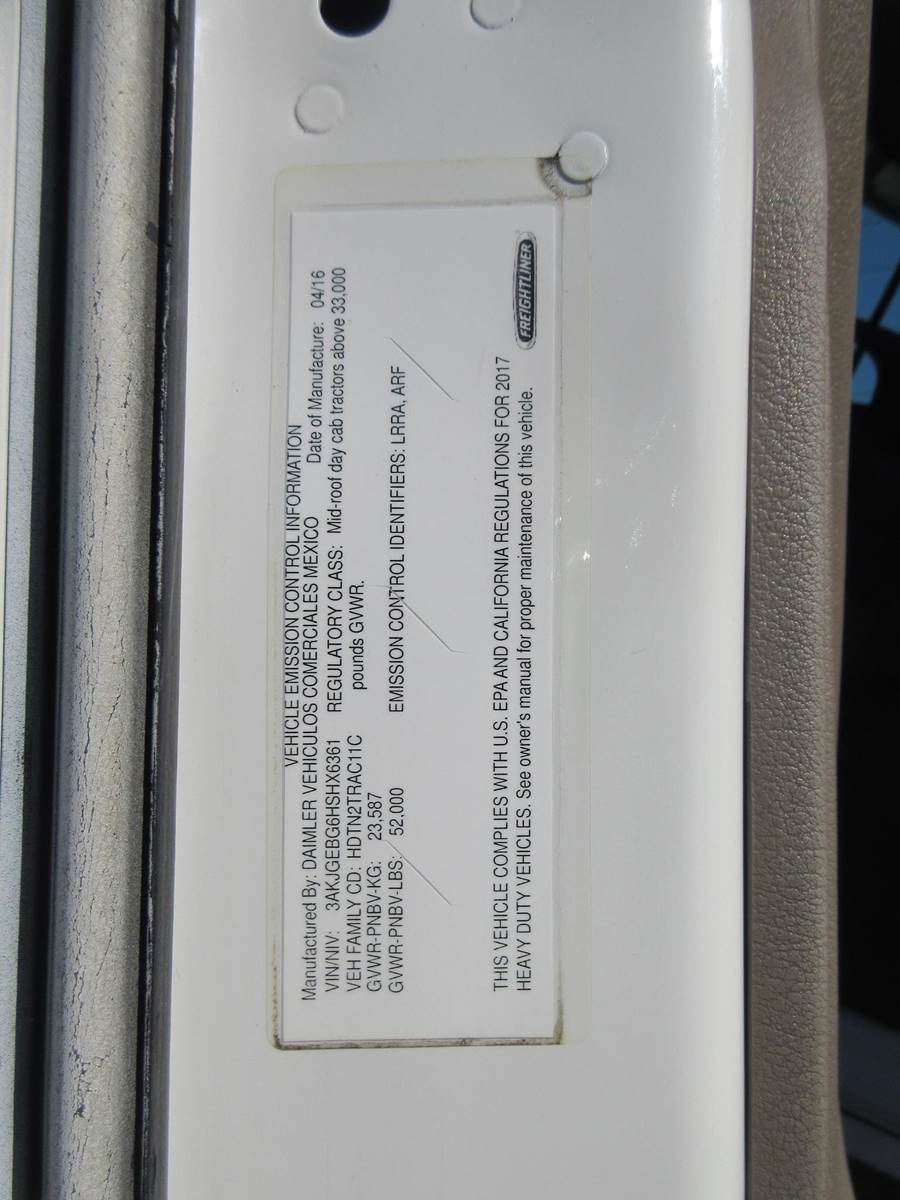 VEHICLE EMISSION CONTROL INFORMATION
Manufactured By: DAIMLER VEHICULOS COMERCIALES MEXICO Date of Manufacture: 04/16
VIN/NIV: 3AKJGEBG6HSHX6361 REGULATORY CLASS: Mid-roof day cab tractors above 33,000
VEH FAMILY CD: HDTN2TRAC11C pounds GVWR.
GVWR-PNBV-KG: 23,587
GVWR-PNBV-LBS: 52,000 EMISSION CONTROL IDENTIFIERS: LRRA, ARF
THIS VEHICLE COMPLIES WITH U.S. EPA AND CALIFORNIA REGULATIONS FOR 2017
HEAVY DUTY VEHICLES. See owner's manual for proper maintenance of this vehicle.
FREIGHTLINER